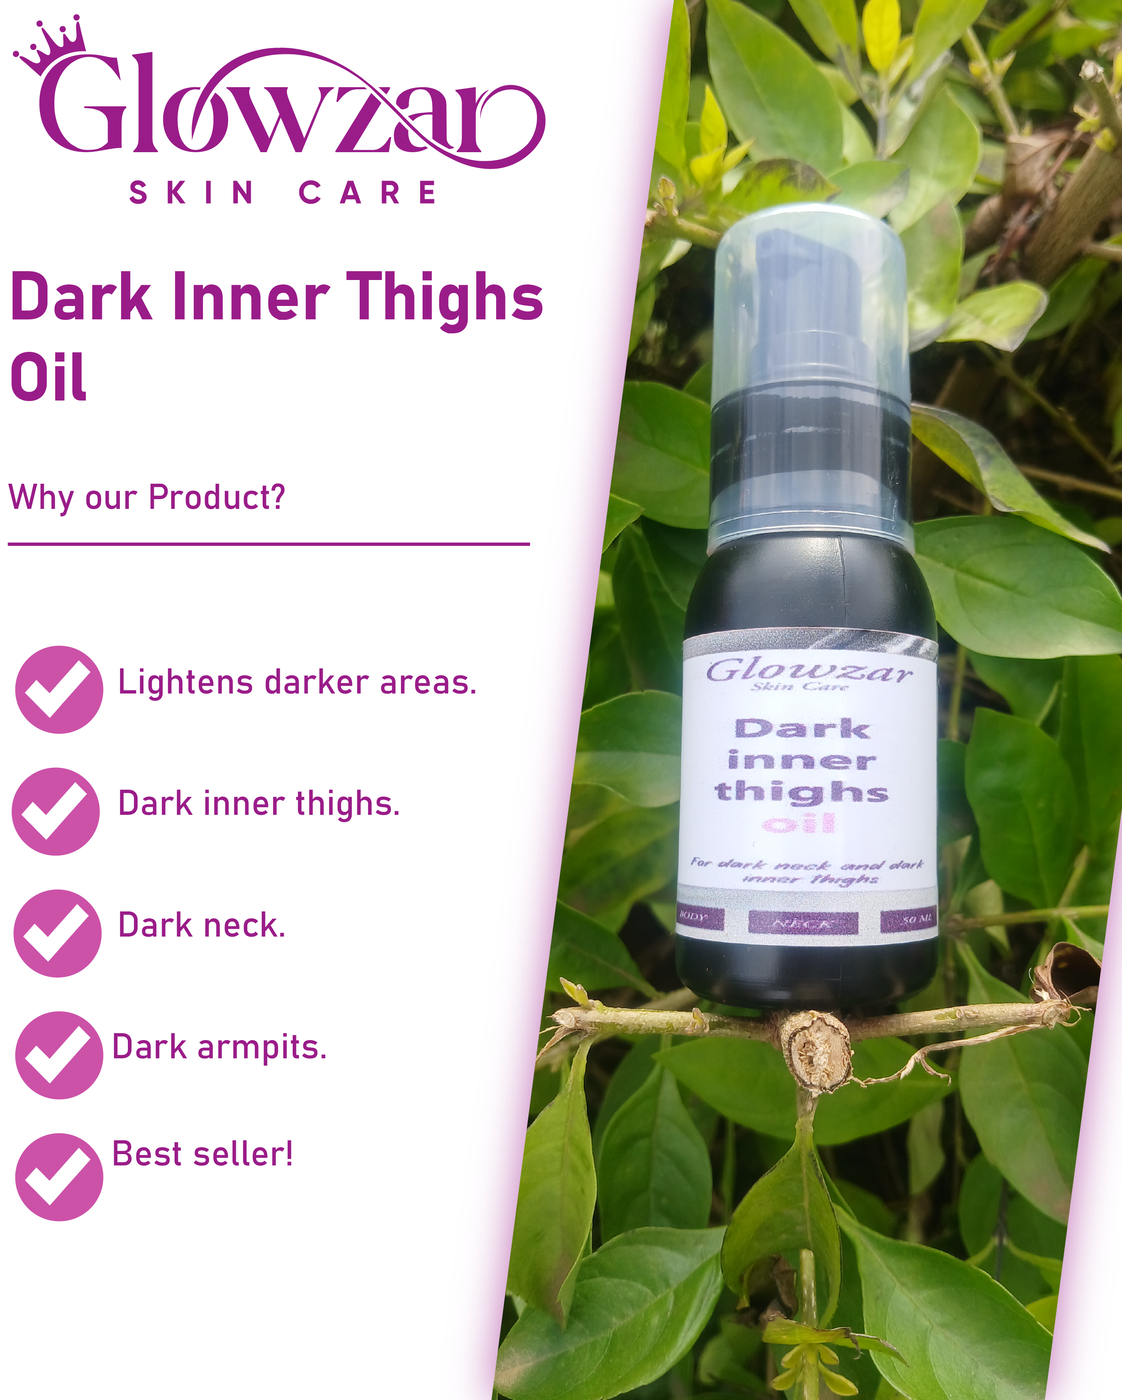 Glowzar
SKIN CARE
Dark Inner Thighs
Oil
Why our Product?
Lightens darker areas.
Dark inner thighs.
Dark neck.
Dark armpits.
Best seller!
Glowzar
Skin Care
Dark
inner
thighs
oil
For dark neck and dark
inner thighs
BODY
NECK
50 ML